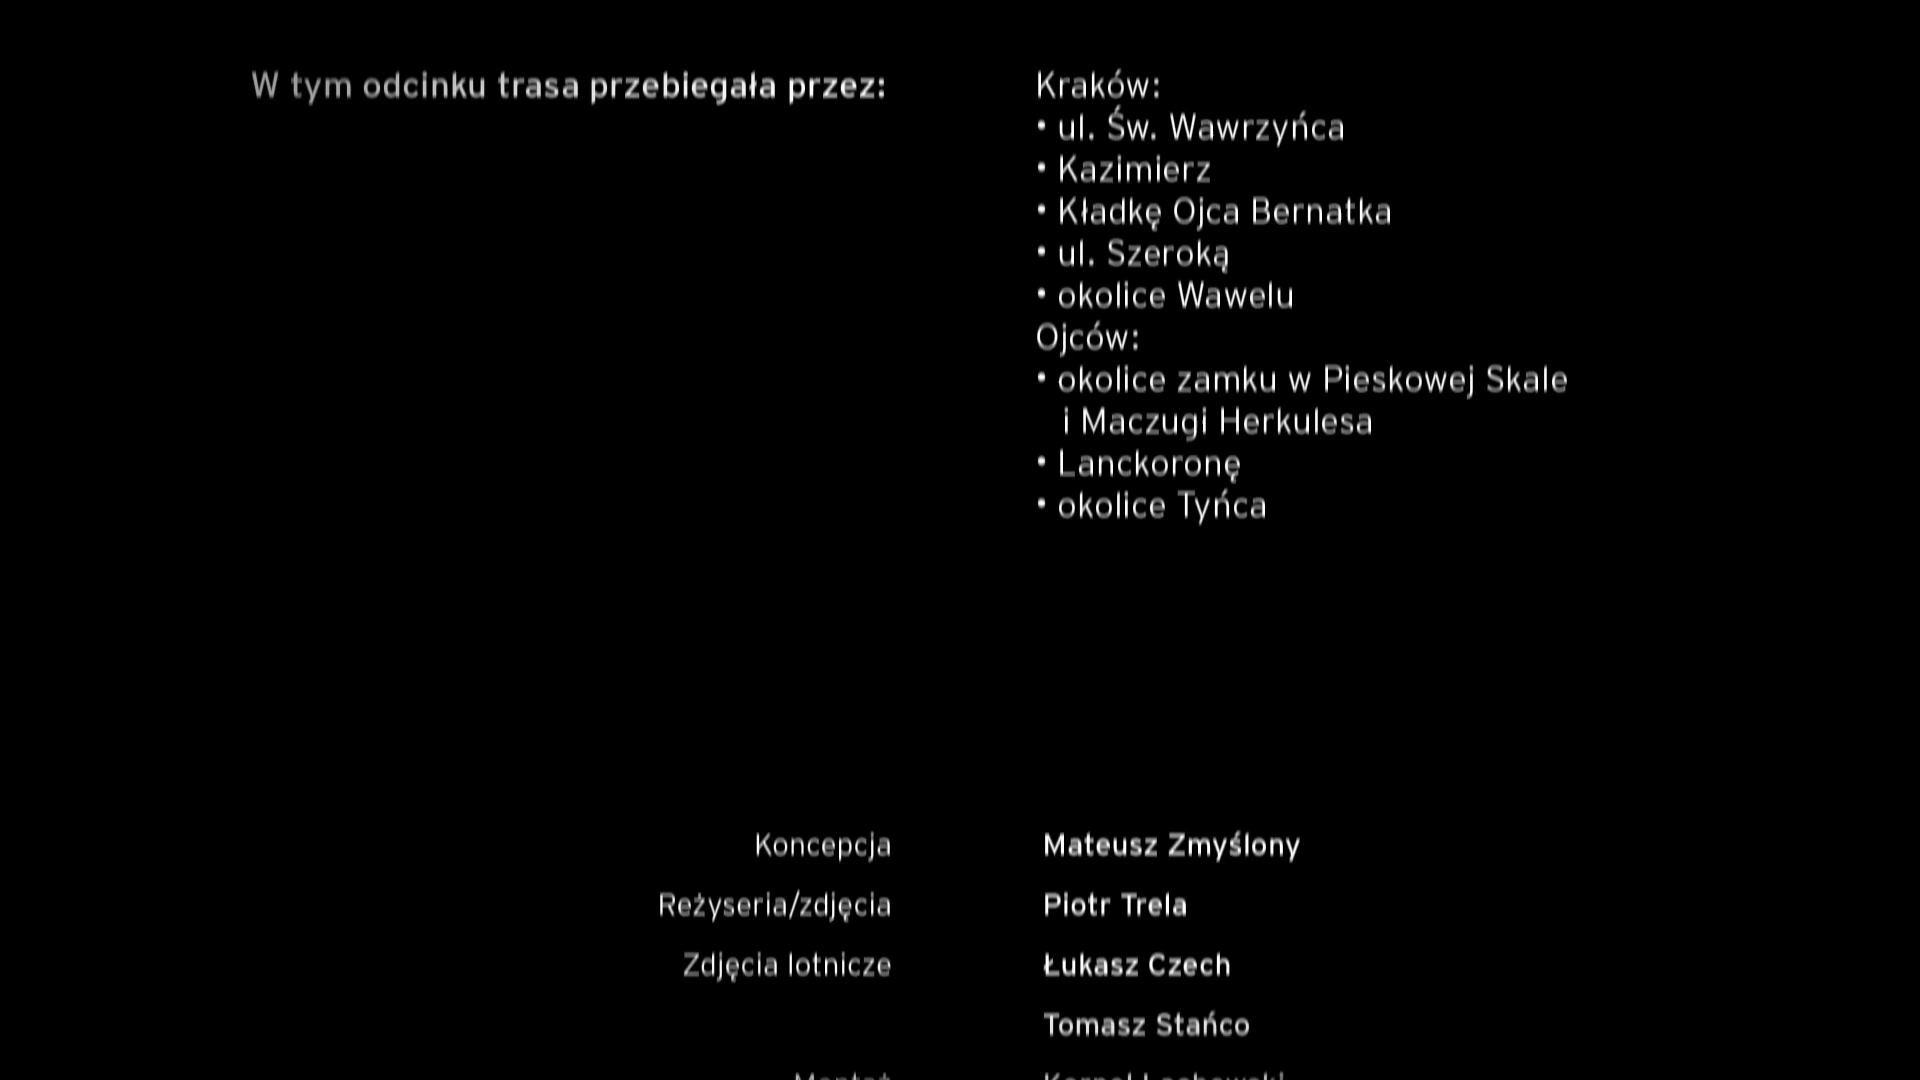 W tym odcinku trasa przebiegała przez:
Kraków:
• ul. Św. Wawrzyńca
• Kazimierz
• Kładkę Ojca Bernatka
• ul. Szeroką
• okolice Wawelu
Ojców:
• okolice zamku w Pieskowej Skale
i Maczugi Herkulesa
• Lanckoronę
• okolice Tyńca
Koncepcja Mateusz Zmyślony
Reżyseria/zdjęcia Piotr Trela
Zdjęcia lotnicze Łukasz Czech
Tomasz Stańco